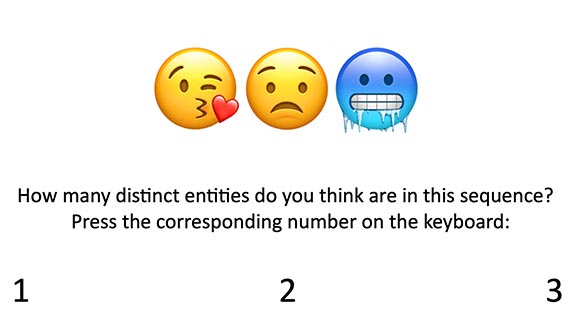 How many distinct entities do you think are in this sequence?
Press the corresponding number on the keyboard:
1 2 3